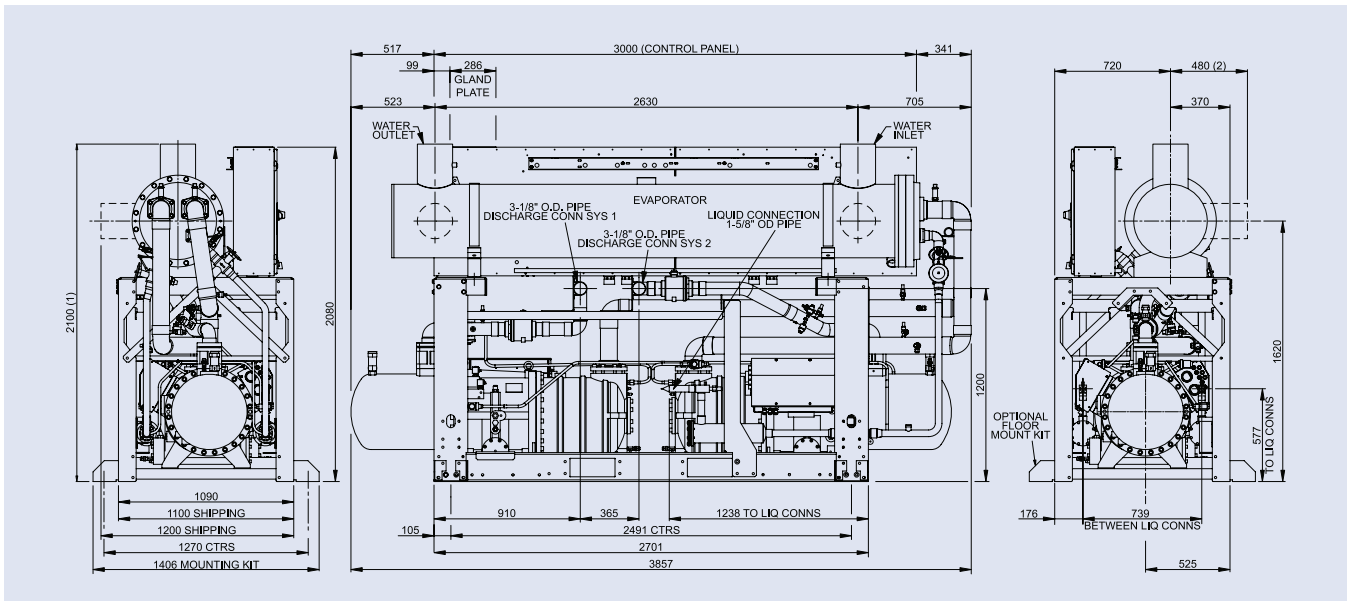 517
3000 (CONTROL PANEL)
341
99
286
GLAND
PLATE
720
480 (2)
523
2630
705
370
WATER
OUTLET
WATER
INLET
EVAPORATOR
3-1/8" O.D. PIPE
DISCHARGE CONN SYS 1
LIQUID CONNECTION
1-5/8" OD PIPE
3-1/8" O.D. PIPE
DISCHARGE CONN SYS 2
2100 (1)
2080
1200
1620
OPTIONAL
FLOOR
MOUNT KIT
577
TO LIQ CONNS
1090
1100 SHIPPING
1200 SHIPPING
1270 CTRS
1406 MOUNTING KIT
910
365
1238 TO LIQ CONNS
105
2491 CTRS
2701
3857
176
739
BETWEEN LIQ CONNS
525